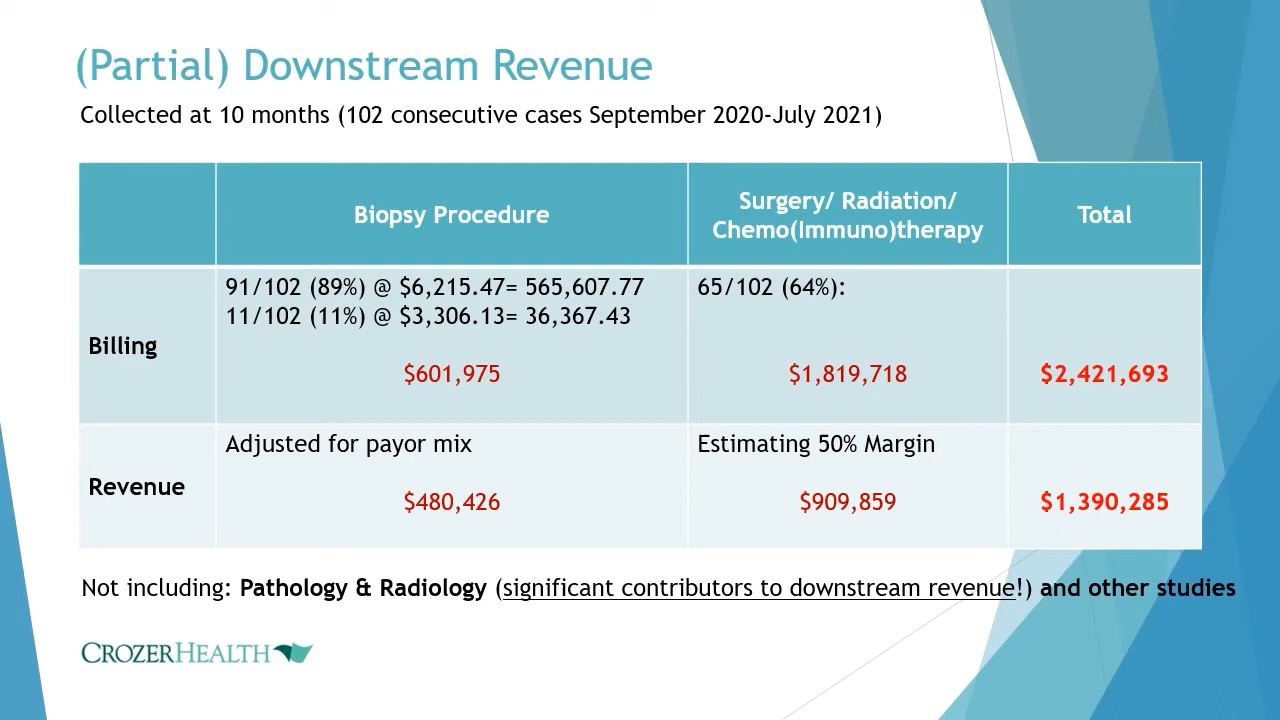 (Partial) Downstream Revenue
Collected at 10 months (102 consecutive cases September 2020-July 2021)
Biopsy Procedure
Surgery/ Radiation/
Chemo(Immuno)therapy
Total
Billing
91/102 (89%) @ $6,215.47= 565,607.77
11/102 (11%) @ $3,306.13= 36,367.43
$601,975
65/102 (64%):
$1,819,718
$2,421,693
Revenue
Adjusted for payor mix
$480,426
Estimating 50% Margin
$909,859
$1,390,285
Not including: Pathology & Radiology (significant contributors to downstream revenue!) and other studies
CROZERHEALTH